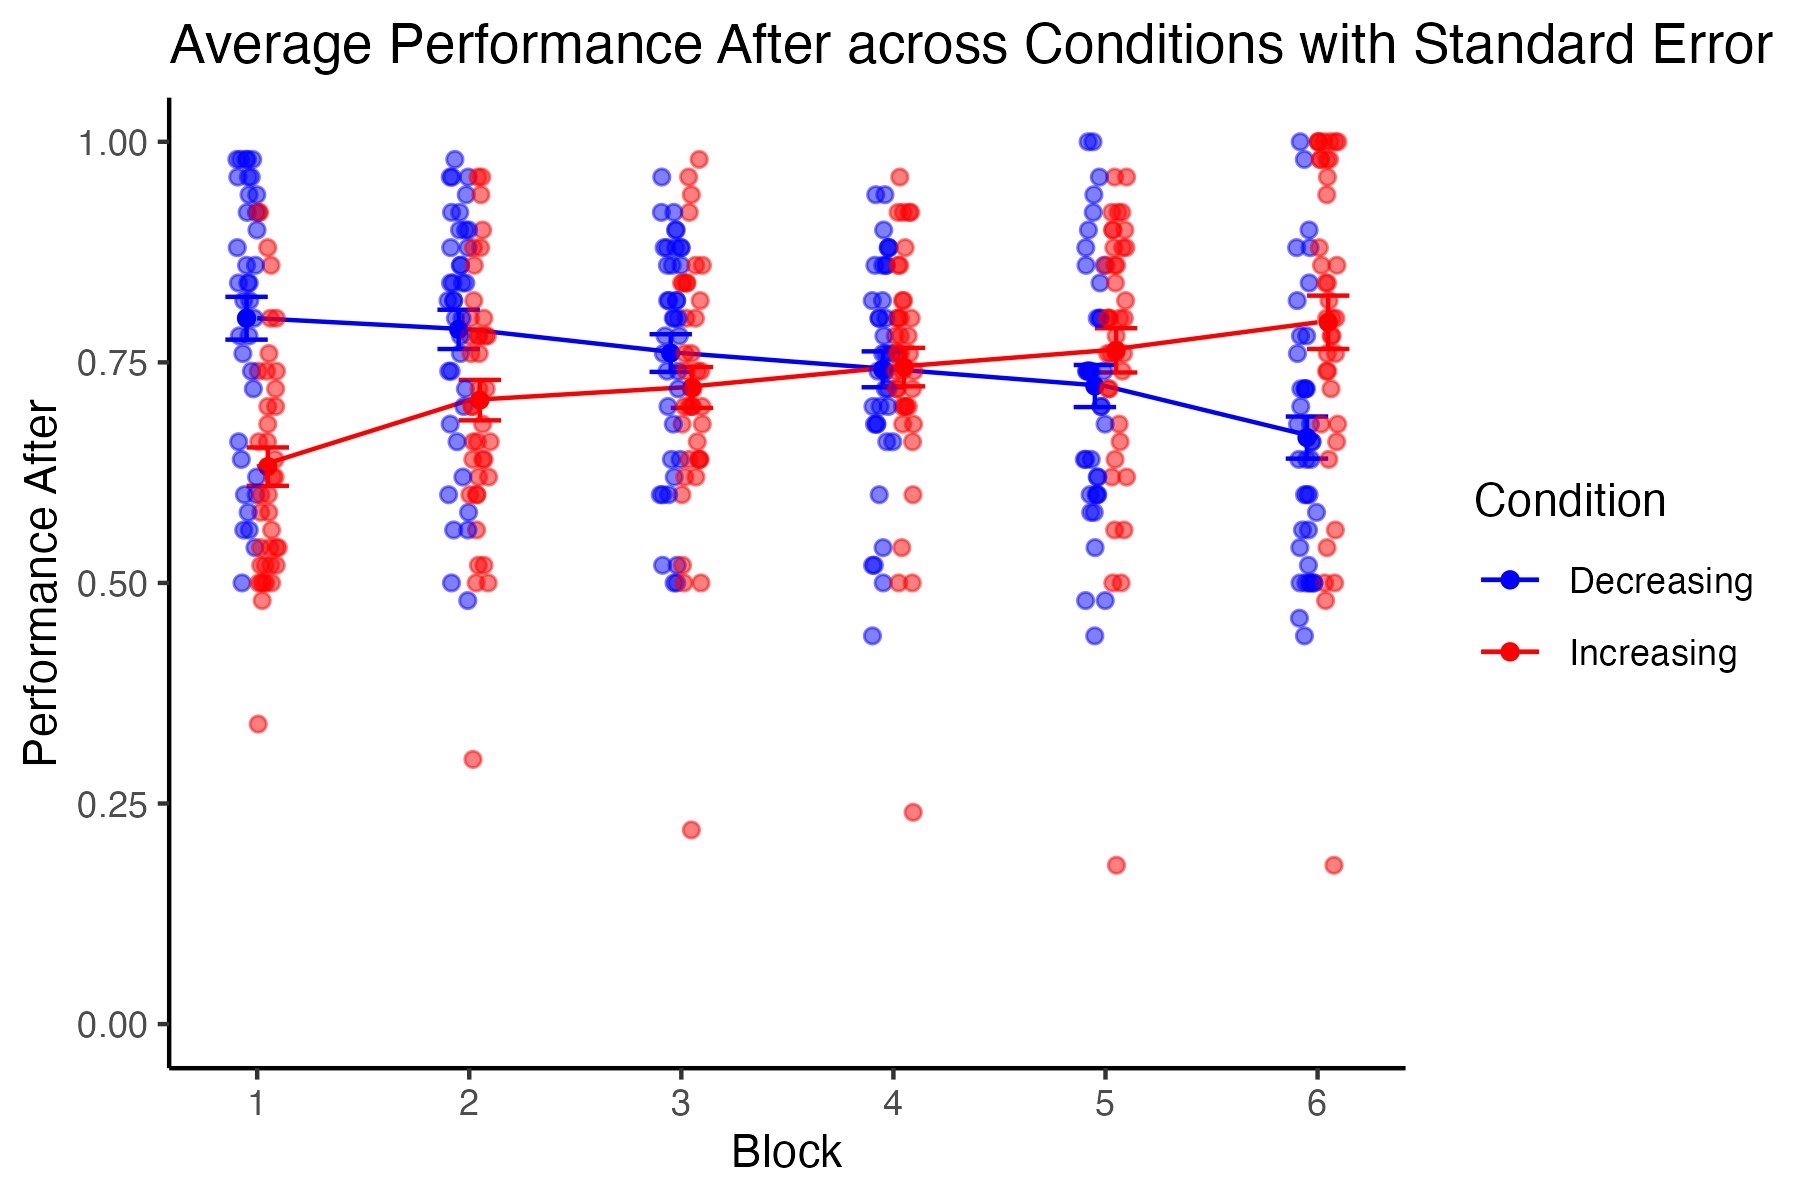 Average Performance After across Conditions with Standard Error
Performance After
1.00
0.75
0.50
0.25
0.00
1 2 3 4 5 6
Block
Condition
Decreasing
Increasing